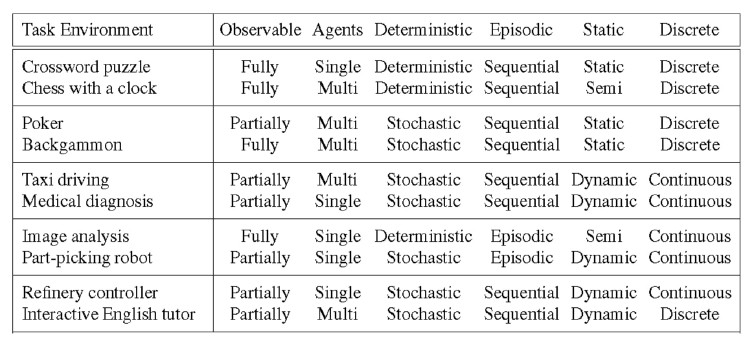 Task Environment Observable Agents Deterministic Episodic Static Discrete
Crossword puzzle Fully Single Deterministic Sequential Static Discrete
Chess with a clock Fully Multi Deterministic Sequential Semi Discrete
Poker Partially Multi Stochastic Sequential Static Discrete
Backgammon Fully Multi Stochastic Sequential Static Discrete
Taxi driving Partially Multi Stochastic Sequential Dynamic Continuous
Medical diagnosis Partially Single Stochastic Sequential Dynamic Continuous
Image analysis Fully Single Deterministic Episodic Semi Continuous
Part-picking robot Partially Single Stochastic Episodic Dynamic Continuous
Refinery controller Partially Single Stochastic Sequential Dynamic Continuous
Interactive English tutor Partially Multi Stochastic Sequential Dynamic Discrete